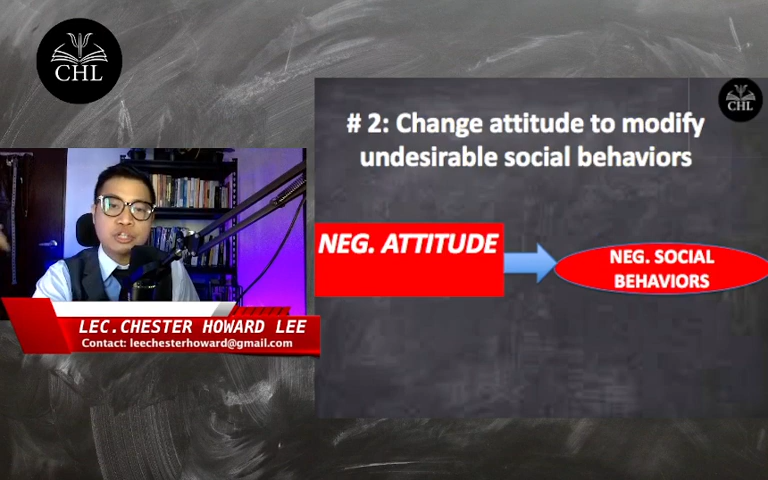 CHL
CHL
# 2: Change attitude to modify
undesirable social behaviors
NEG. ATTITUDE
NEG. SOCIAL
BEHAVIORS
LEC.CHESTER HOWARD LEE
Contact: leechesterhoward@gmail.com